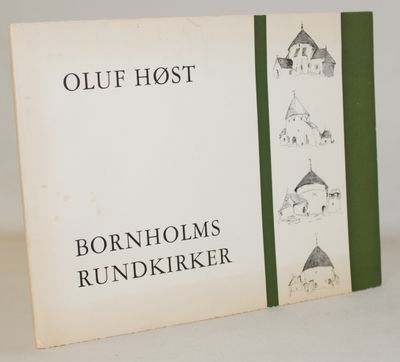 OLUF HØST
BORNHOLMS
RUNDKIRKER